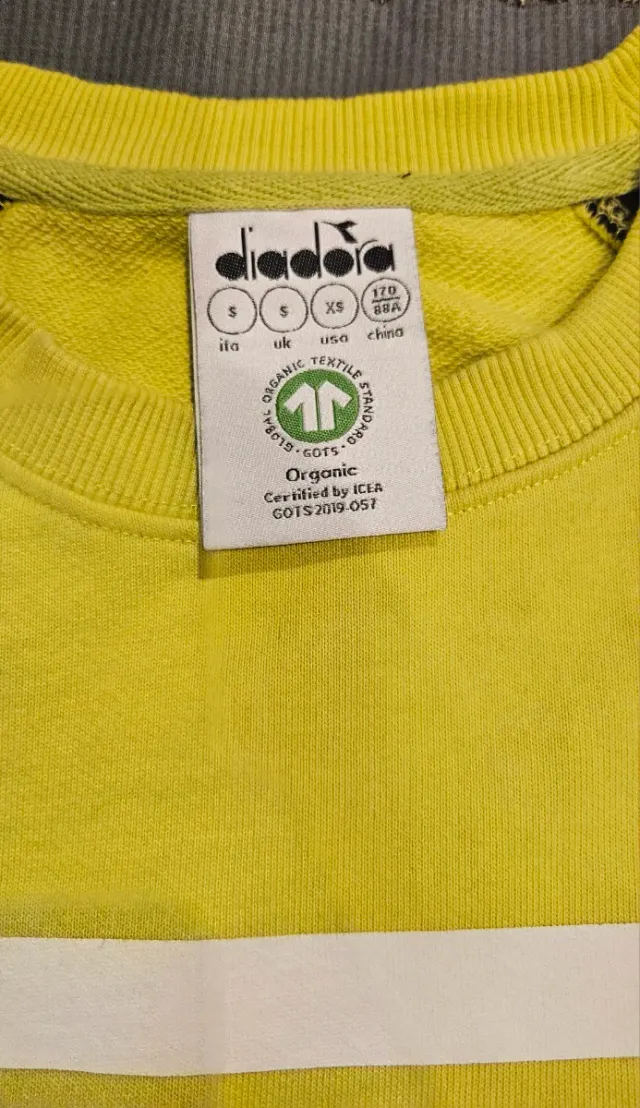 diadora
S S XS 170 88A
ita uk usa china
GLOBAL ORGANIC TEXTILE STANDARD · GOTS ·
Organic
Certified by ICEA
GOTS 2019-057